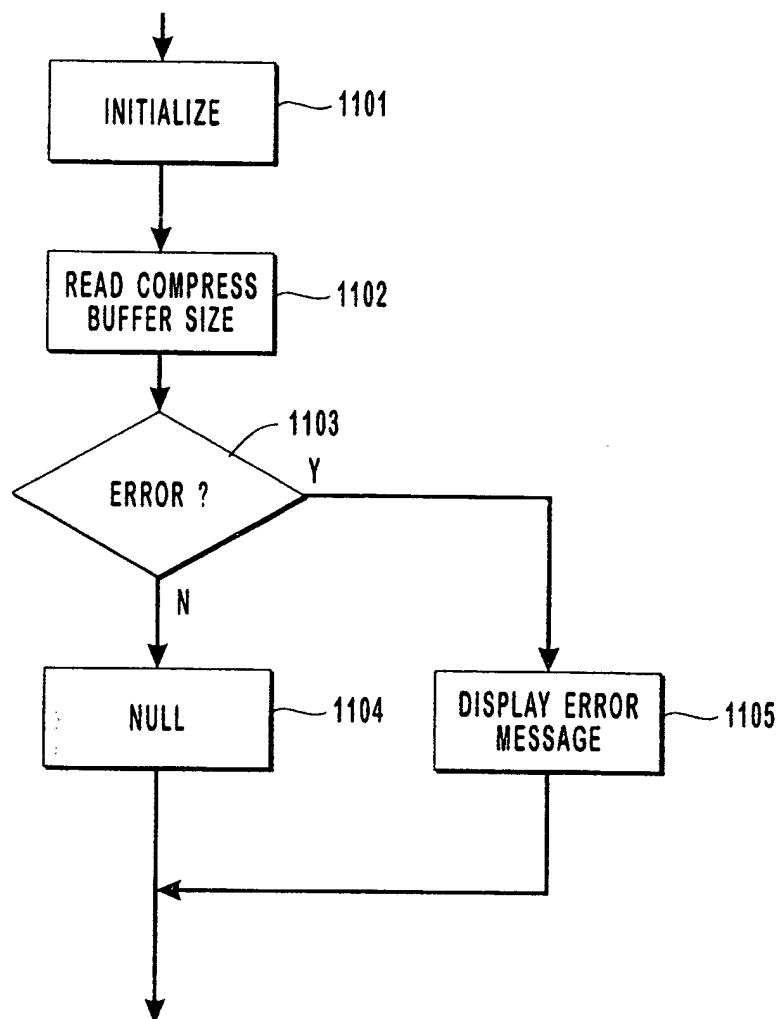 INITIALIZE
1101
READ COMPRESS
BUFFER SIZE
1102
1103
ERROR ?
Y
N
NULL
1104
DISPLAY ERROR
MESSAGE
1105